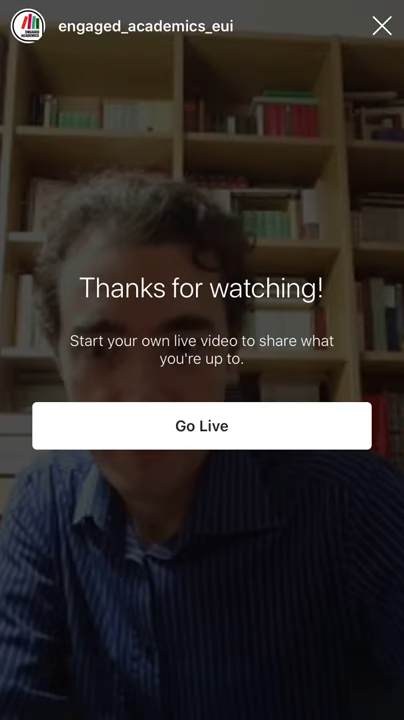 engaged_academics_eui
Thanks for watching!
Start your own live video to share what
you're up to.
Go Live